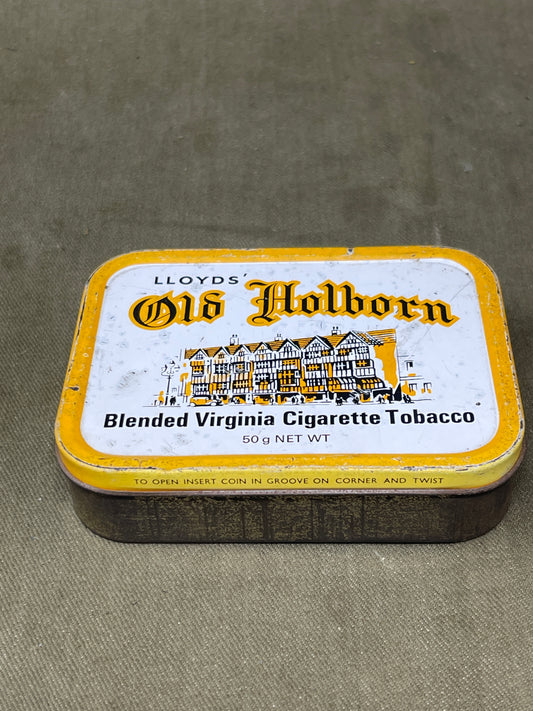 LLOYDS'
Old Holborn
Blended Virginia Cigarette Tobacco
50g NET WT
TO OPEN INSERT COIN IN GROOVE ON CORNER AND TWIST